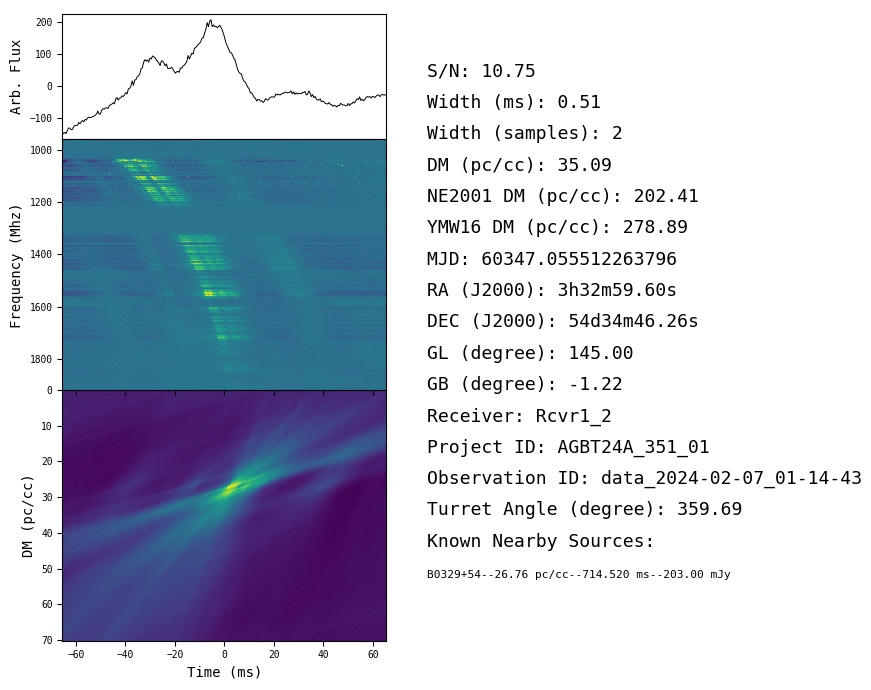 200
100
0
−100
Arb. Flux
1000
1200
1400
1600
1800
Frequency (Mhz)
0
10
20
30
40
50
60
70
DM (pc/cc)
−60
−40
−20
0
20
40
60
Time (ms)
S/N: 10.75
Width (ms): 0.51
Width (samples): 2
DM (pc/cc): 35.09
NE2001 DM (pc/cc): 202.41
YMW16 DM (pc/cc): 278.89
MJD: 60347.055512263796
RA (J2000): 3h32m59.60s
DEC (J2000): 54d34m46.26s
GL (degree): 145.00
GB (degree): -1.22
Receiver: Rcvr1_2
Project ID: AGBT24A_351_01
Observation ID: data_2024-02-07_01-14-43
Turret Angle (degree): 359.69
Known Nearby Sources:
B0329+54--26.76 pc/cc--714.520 ms--203.00 mJy